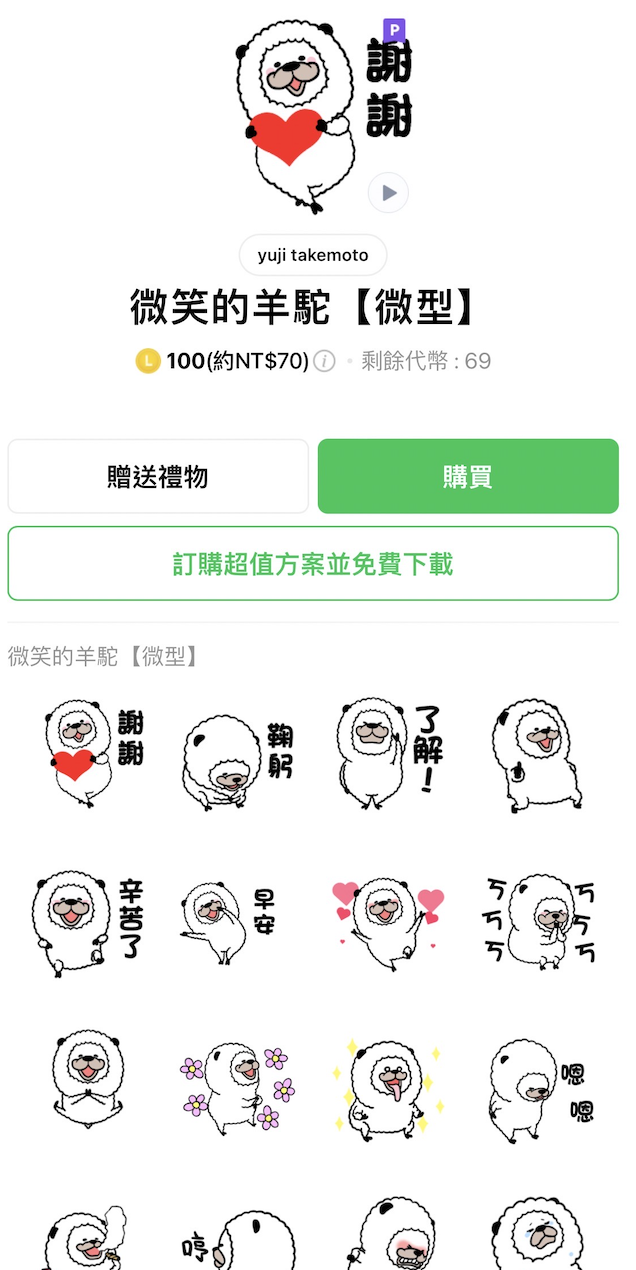 P
謝謝
yuji takemoto
微笑的羊駝【微型】
L 100(約NT$70) i • 剩餘代幣 : 69
贈送禮物
購買
訂購超值方案並免費下載
微笑的羊駝【微型】
謝謝
鞠躬
了解！
辛苦了
早安
ㄎ ㄎ
ㄎ ㄎ
ㄎ ㄎ
嗯
嗯
哼